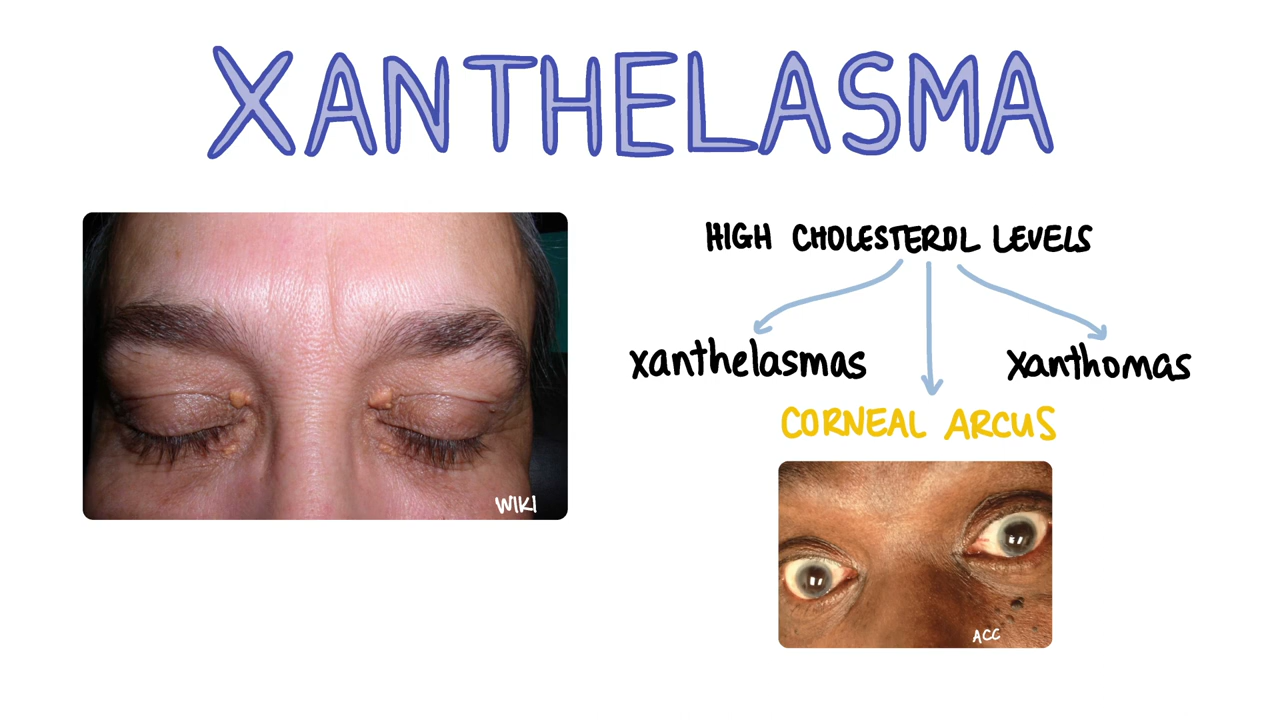 XANTHELASMA
HIGH CHOLESTEROL LEVELS
xanthelasmas
xanthomas
CORNEAL ARCUS
WIKI
ACC